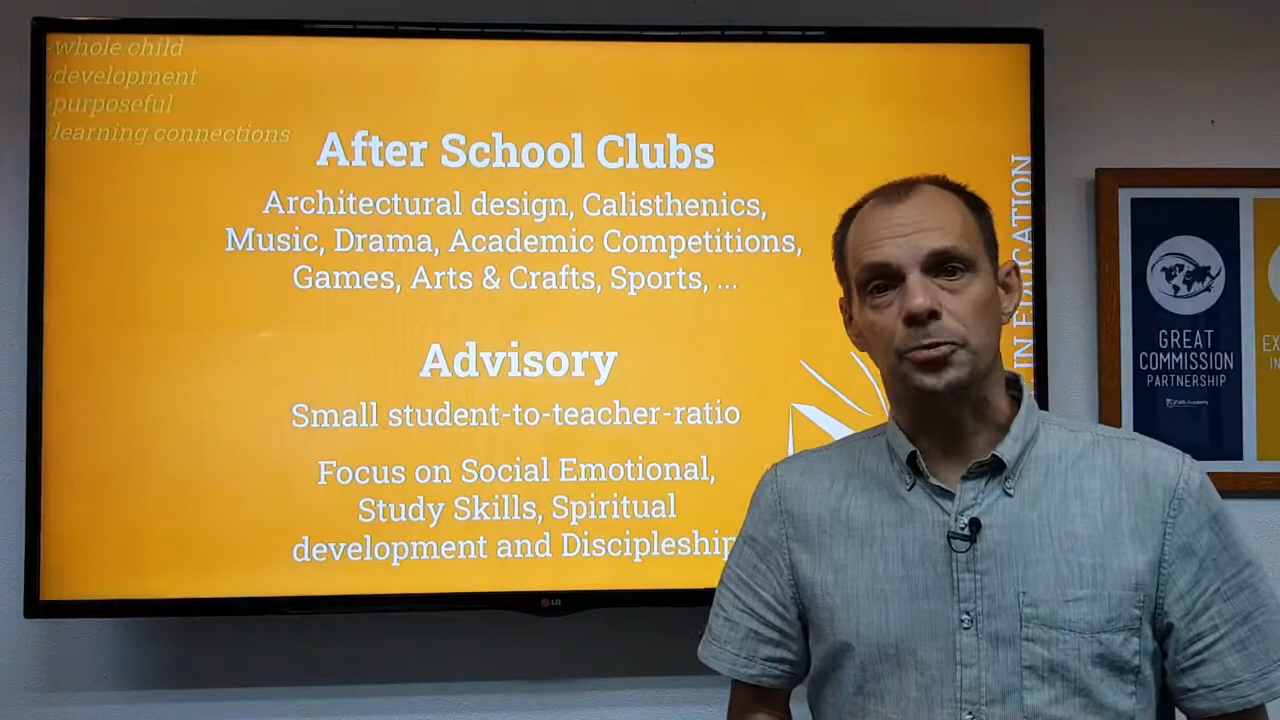 -whole child
-development
-purposeful
-learning connections
After School Clubs
Architectural design, Calisthenics,
Music, Drama, Academic Competitions,
Games, Arts & Crafts, Sports, ...
Advisory
Small student-to-teacher-ratio
Focus on Social Emotional,
Study Skills, Spiritual
development and Discipleship
IN EDUCATION
LG
GREAT
COMMISSION
PARTNERSHIP
Faith Academy